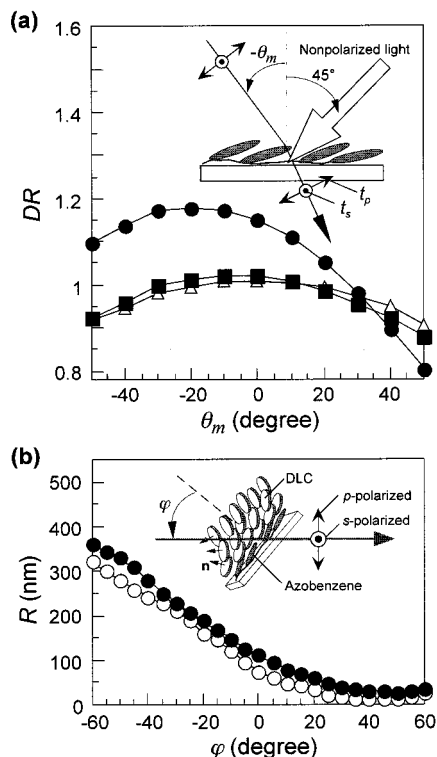 (a)
1.6
1.4
1.2
1
0.8
DR
-θm
Nonpolarized light
45°
tp
ts
-40 -20 0 20 40
θm (degree)
(b)
500
400
300
200
100
0
R (nm)
φ
DLC
p-polarized
s-polarized
n
Azobenzene
-60 -40 -20 0 20 40 60
φ (degree)